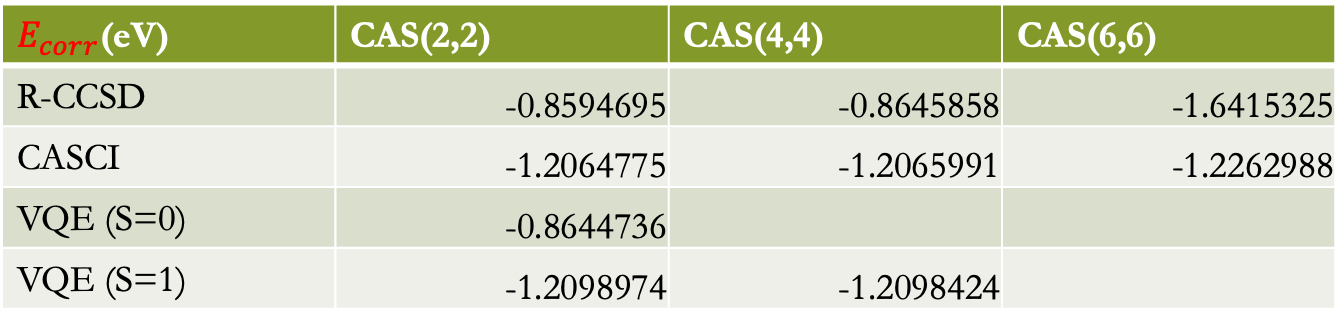 E_corr (eV) CAS(2,2) CAS(4,4) CAS(6,6)
R-CCSD -0.8594695 -0.8645858 -1.6415325
CASCI -1.2064775 -1.2065991 -1.2262988
VQE (S=0) -0.8644736
VQE (S=1) -1.2098974 -1.2098424